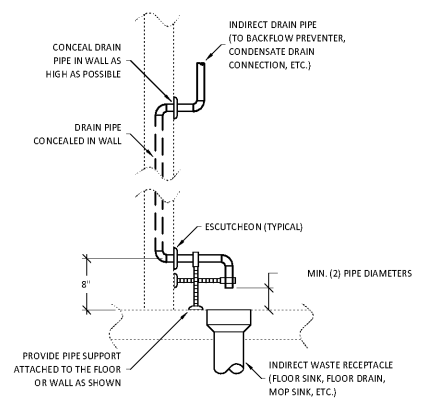 INDIRECT DRAIN PIPE
(TO BACKFLOW PREVENTER,
CONDENSATE DRAIN
CONNECTION, ETC.)
CONCEAL DRAIN
PIPE IN WALL AS
HIGH AS POSSIBLE
DRAIN PIPE
CONCEALED IN WALL
ESCUTCHEON (TYPICAL)
MIN. (2) PIPE DIAMETERS
8"
PROVIDE PIPE SUPPORT
ATTACHED TO THE FLOOR
OR WALL AS SHOWN
INDIRECT WASTE RECEPTACLE
(FLOOR SINK, FLOOR DRAIN,
MOP SINK, ETC.)